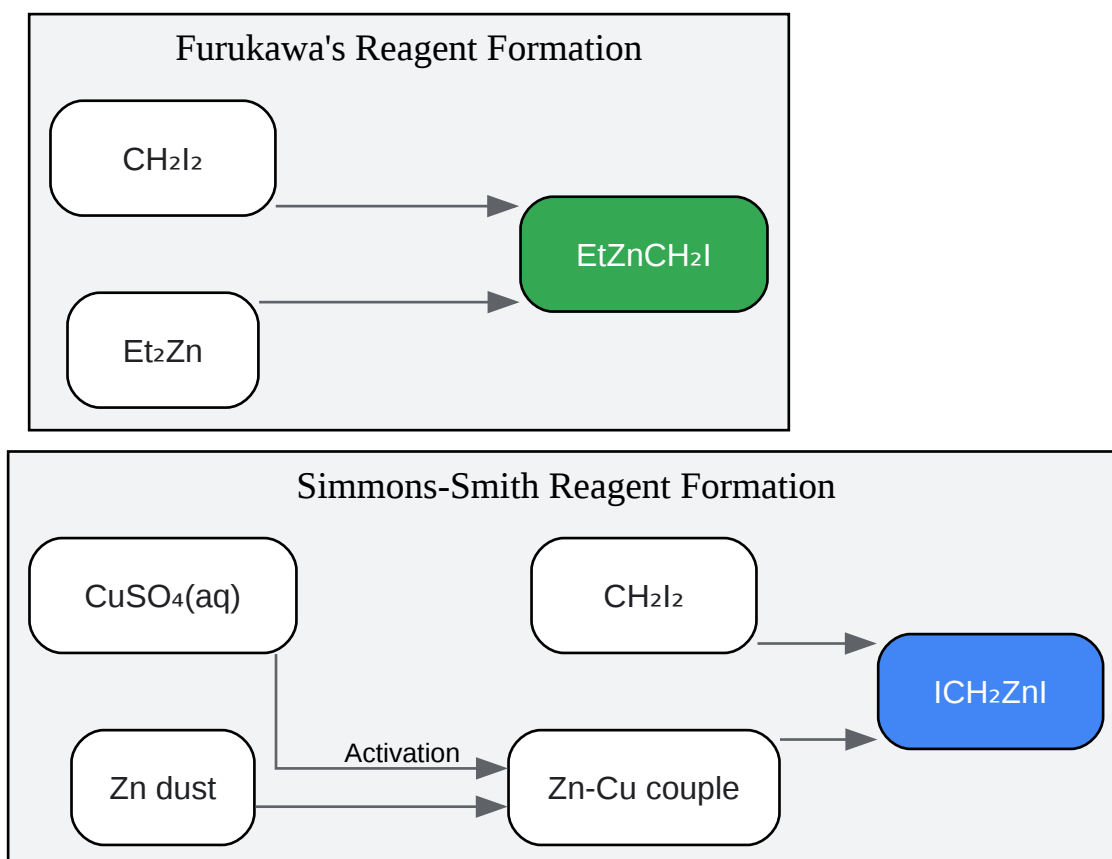 Furukawa's Reagent Formation
CH₂I₂
EtZnCH₂I
Et₂Zn
Simmons-Smith Reagent Formation
CuSO₄(aq)
CH₂I₂
ICH₂ZnI
Activation
Zn dust
Zn-Cu couple